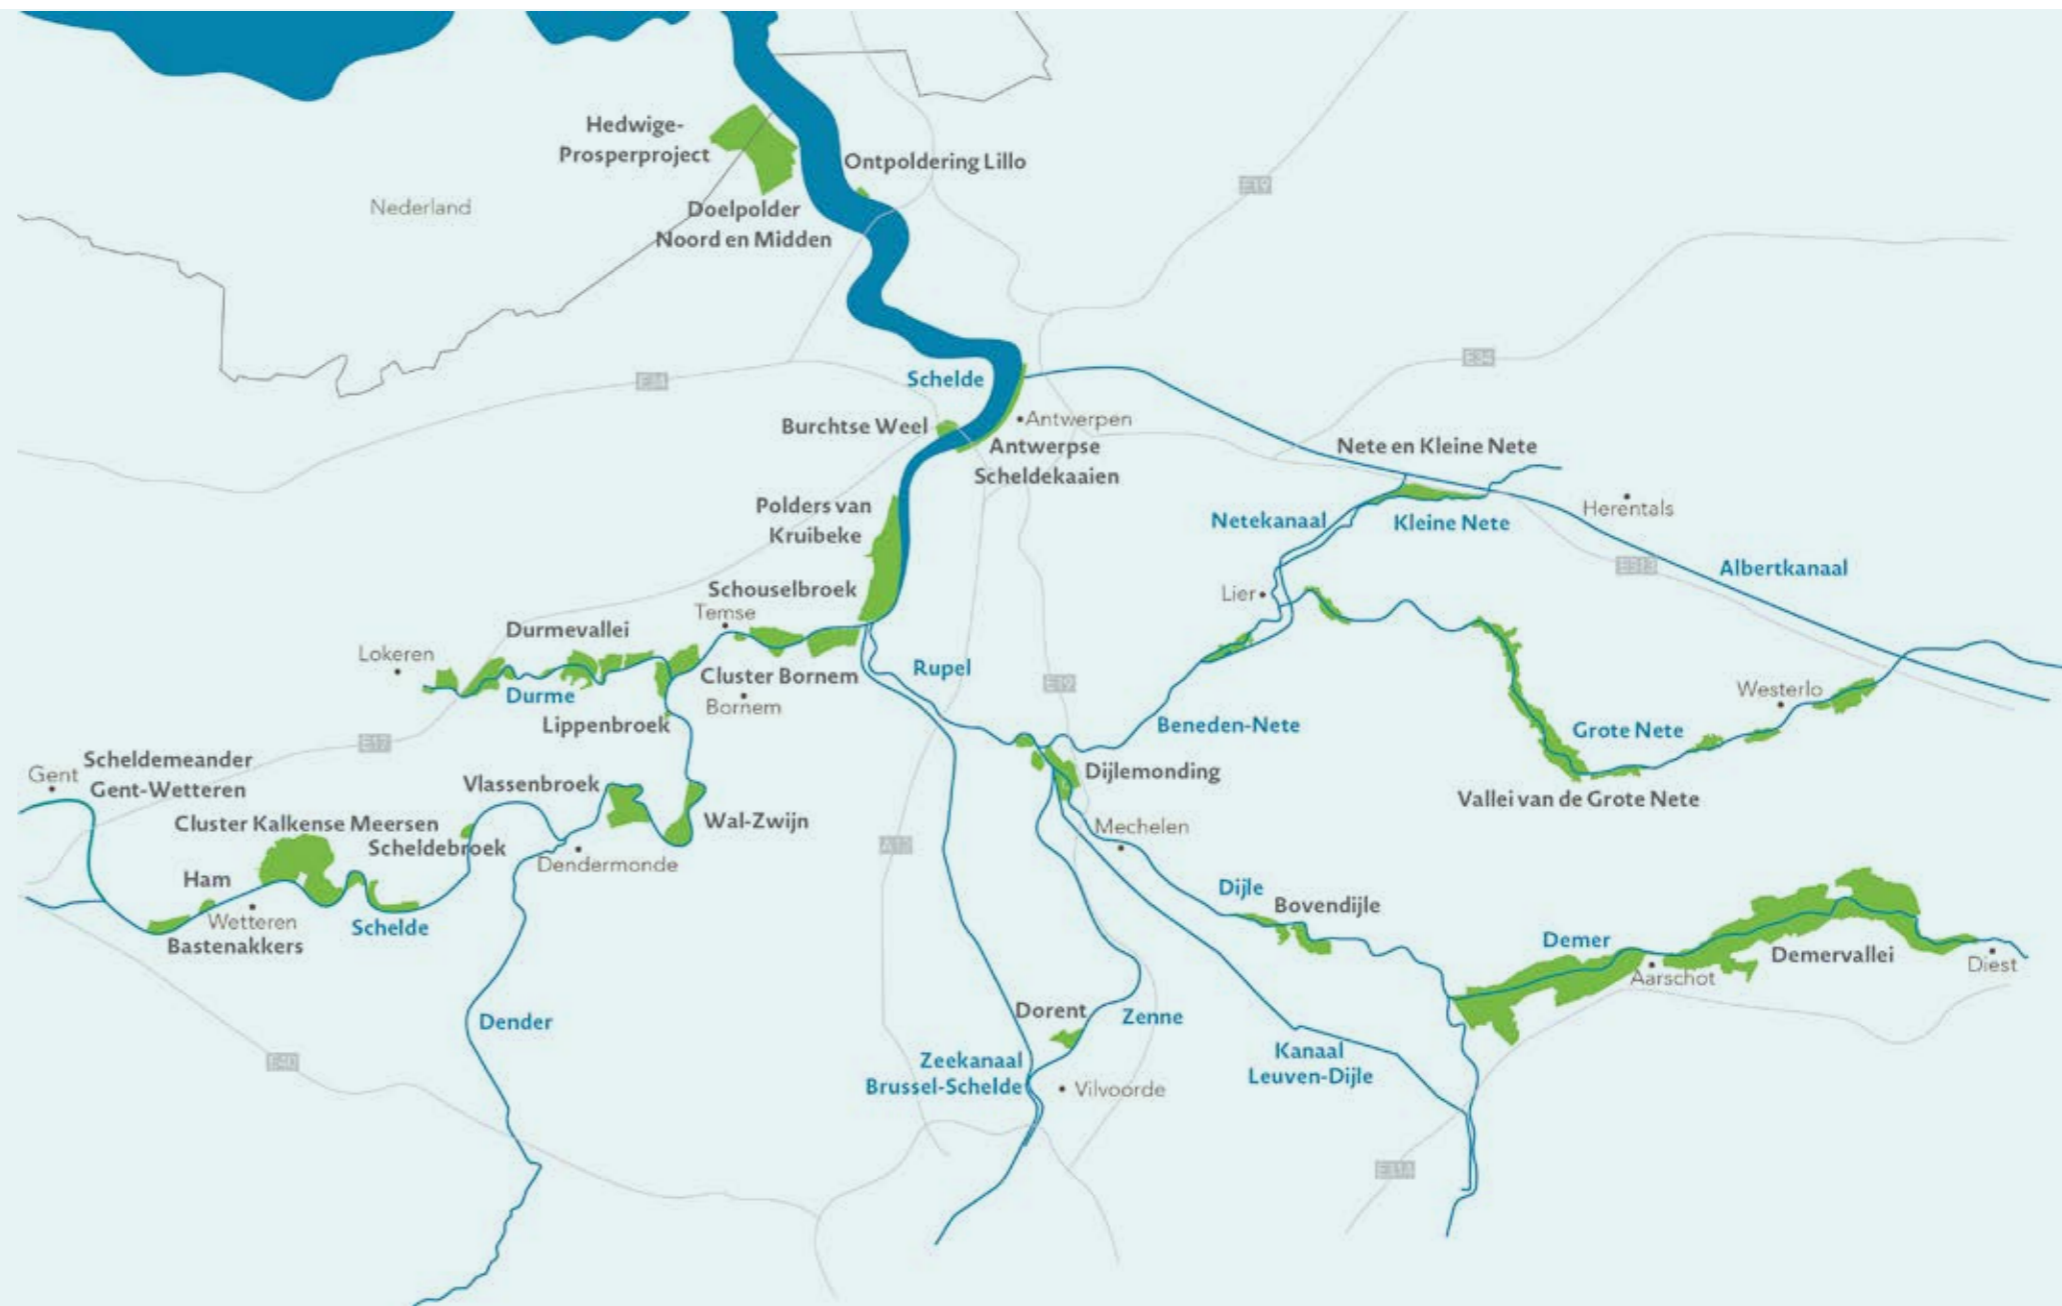 Hedwige-
Prosperproject
Ontpoldering Lillo
E19
Nederland
Doelpolder
Noord en Midden
E34
E34
Schelde
Burchtse Weel
Antwerpen
Antwerpse
Scheldekaaien
Nete en Kleine Nete
Polders van
Kruibeke
Netekanaal
Kleine Nete
Herentals
E313
Albertkanaal
Schouselbroek
Temse
Lier
Durmevallei
Lokeren
Durme
Cluster Bornem
Bornem
Rupel
E19
Westerlo
Lippenbroek
Beneden-Nete
Grote Nete
E17
Scheldemeander
Gent-Wetteren
Gent
Vlassenbroek
Dijlemonding
Vallei van de Grote Nete
Cluster Kalkense Meersen
Scheldebroek
Wal-Zwijn
Mechelen
A12
Dendermonde
Ham
Wetteren
Schelde
Bastenakkers
Dijle
Bovendijle
Demer
Aarschot
Demervallei
Diest
Dender
Dorent
Zenne
Zeekanaal
Brussel-Schelde
Kanaal
Leuven-Dijle
E40
Vilvoorde
E314